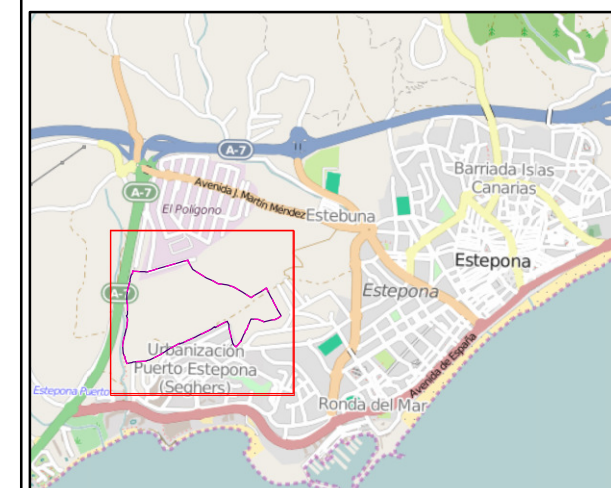 A-7
Avenida J. Martín Méndez
Barriada Islas
Canarias
A-7
El Polígono
Estebuna
Estepona
Estepona
A-7
Urbanización
Puerto Estepona
(Seghers)
Avenida de España
Estepona Puerto
Ronda del Mar